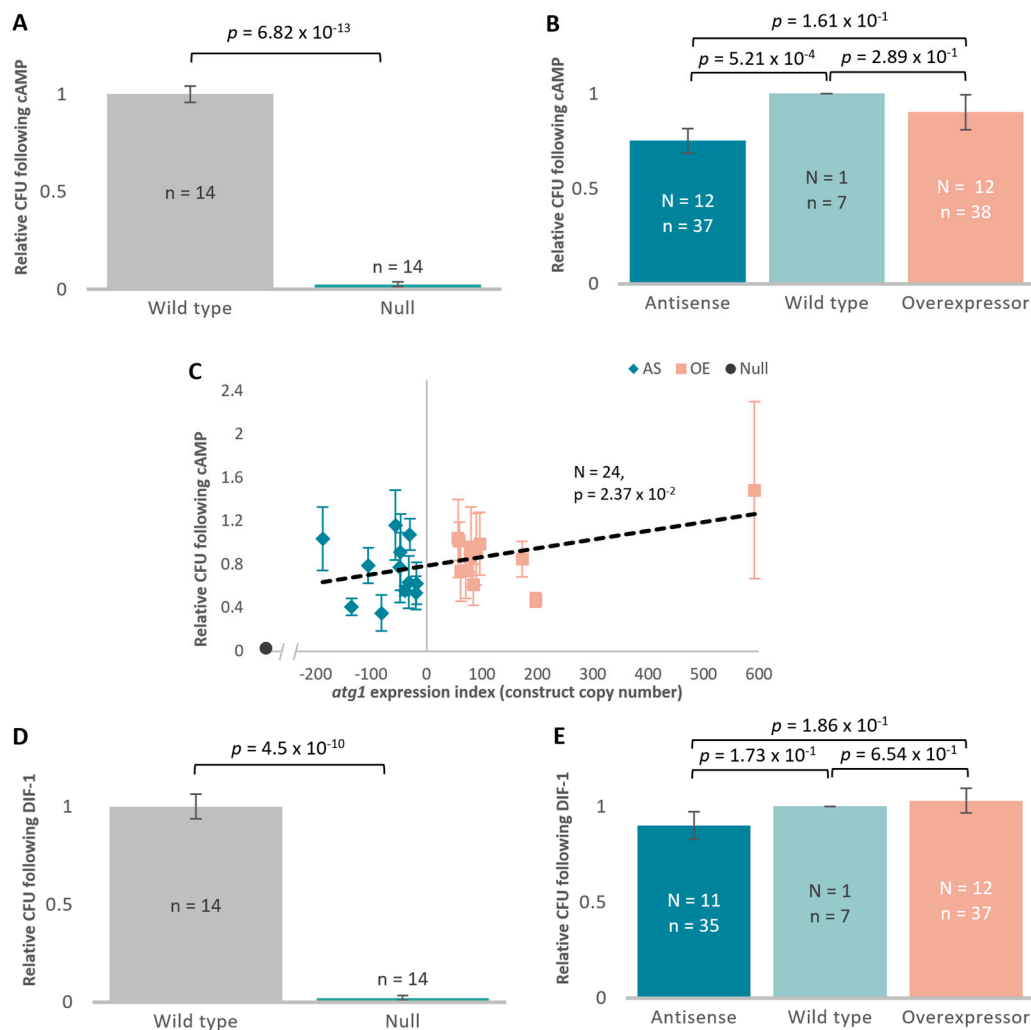 A
p = 6.82 x 10⁻¹³
Relative CFU following cAMP
1
0.5
0
n = 14
n = 14
Wild type
Null
B
p = 1.61 x 10⁻¹
p = 5.21 x 10⁻⁴
p = 2.89 x 10⁻¹
Relative CFU following cAMP
1
0.5
0
N = 12
n = 37
N = 1
n = 7
N = 12
n = 38
Antisense
Wild type
Overexpressor
C
AS
OE
Null
Relative CFU following cAMP
2.4
2
1.6
1.2
0.8
0.4
0
N = 24,
p = 2.37 x 10⁻²
-200
-100
0
100
200
300
400
500
600
atg1 expression index (construct copy number)
D
p = 4.5 x 10⁻¹⁰
Relative CFU following DIF-1
1
0.5
0
n = 14
n = 14
Wild type
Null
E
p = 1.86 x 10⁻¹
p = 1.73 x 10⁻¹
p = 6.54 x 10⁻¹
Relative CFU following DIF-1
1
0.5
0
N = 11
n = 35
N = 1
n = 7
N = 12
n = 37
Antisense
Wild type
Overexpressor